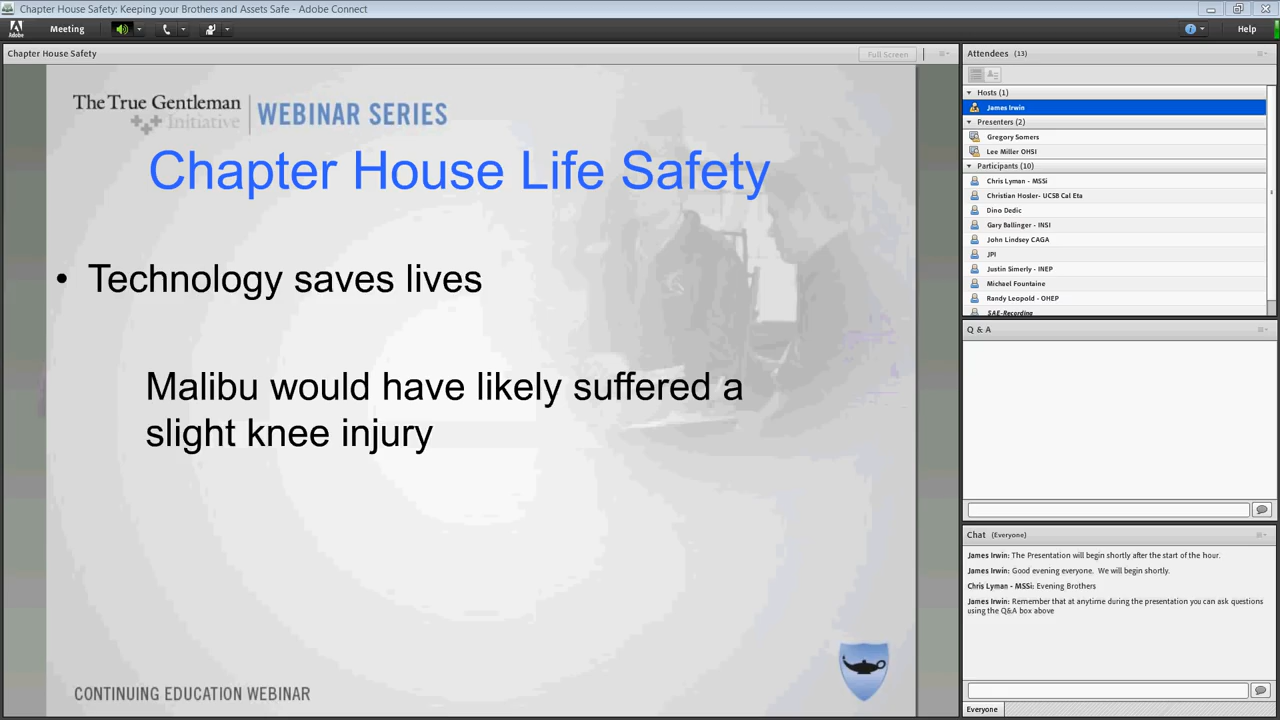 Chapter House Safety: Keeping your Brothers and Assets Safe - Adobe Connect
Adobe
Meeting
Help
Chapter House Safety
Full Screen
The True Gentleman
Initiative
WEBINAR SERIES
Chapter House Life Safety
• Technology saves lives
Malibu would have likely suffered a
slight knee injury
CONTINUING EDUCATION WEBINAR
Attendees (13)
Hosts (1)
James Irwin
Presenters (2)
Gregory Somers
Lee Miller OHSI
Participants (10)
Chris Lyman - MSSi
Christian Hosler- UCSB Cal Eta
Dino Dedic
Gary Ballinger - INSI
John Lindsey CAGA
JPI
Justin Simerly - INEP
Michael Fountaine
Randy Leopold - OHEP
SAE-Recording
Q & A
Chat (Everyone)
James Irwin: The Presentation will begin shortly after the start of the hour.
James Irwin: Good evening everyone. We will begin shortly.
Chris Lyman - MSSi: Evening Brothers
James Irwin: Remember that at anytime during the presentation you can ask questions
using the Q&A box above
Everyone